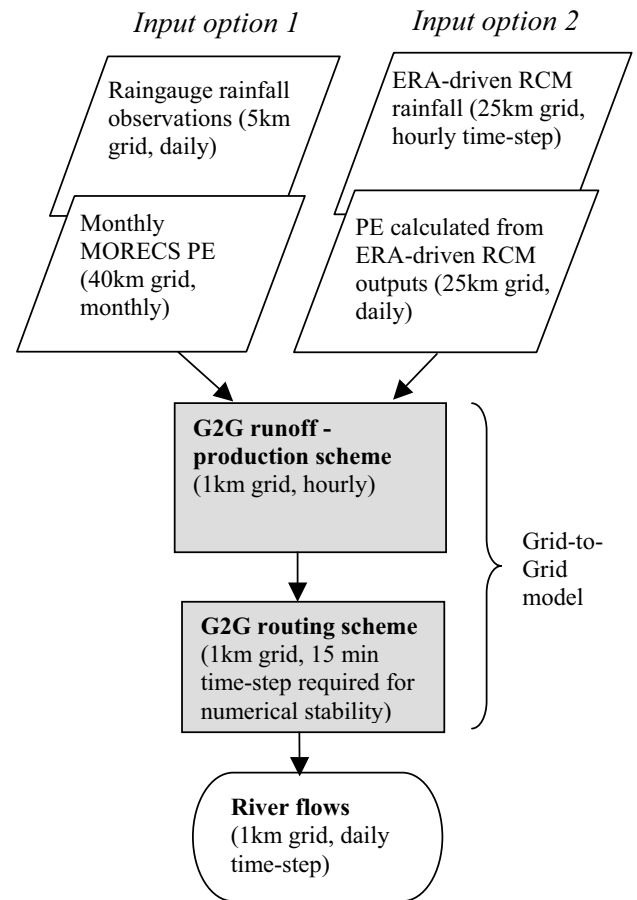 Input option 1
Input option 2
Raingauge rainfall
observations (5km
grid, daily)
ERA-driven RCM
rainfall (25km grid,
hourly time-step)
Monthly
MORECS PE
(40km grid,
monthly)
PE calculated from
ERA-driven RCM
outputs (25km grid,
daily)
G2G runoff -
production scheme
(1km grid, hourly)
Grid-to-
Grid
model
G2G routing scheme
(1km grid, 15 min
time-step required for
numerical stability)
River flows
(1km grid, daily
time-step)